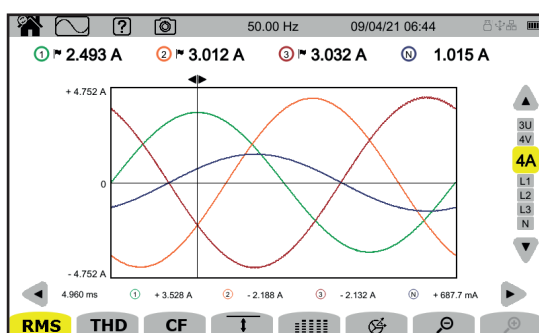 ? 50.00 Hz 09/04/21 06:44
1 2.493 A 2 3.012 A 3 3.032 A N 1.015 A
+ 4.752 A
0
- 4.752 A
3U
4V
4A
L1
L2
L3
N
4.960 ms 1 + 3.528 A 2 - 2.188 A 3 - 2.132 A N + 687.7 mA
RMS THD CF